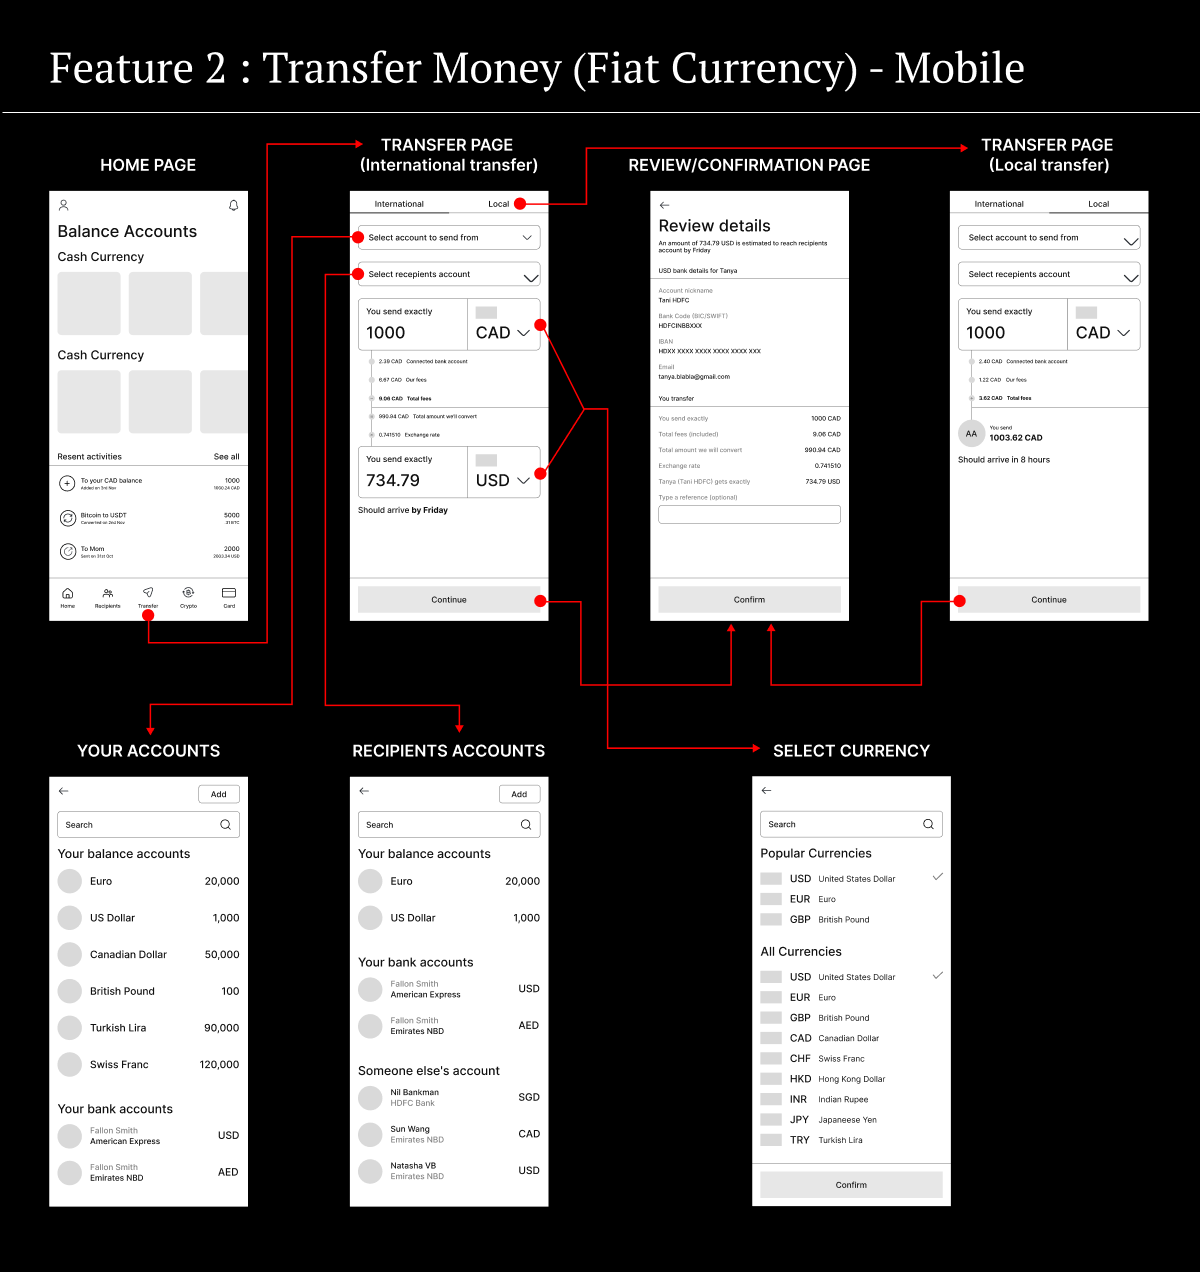 Feature 2 : Transfer Money (Fiat Currency) - Mobile
HOME PAGE
Balance Accounts
Cash Currency
Cash Currency
Resent activities See all
To your CAD balance 1000
Added on 3rd Nov 1000.24 CAD
Bitcoin to USDT 5000
Converted on 2nd Nov .21 BTC
To Mom 2000
Sent on 31st Oct 2003.24 USD
Home Recipients Transfer Crypto Card
TRANSFER PAGE
(International transfer)
International Local
Select account to send from
Select recepients account
You send exactly
1000 CAD
2.39 CAD Connected bank account
6.67 CAD Our fees
9.06 CAD Total fees
990.94 CAD Total amount we'll convert
0.741510 Exchange rate
You send exactly
734.79 USD
Should arrive by Friday
Continue
REVIEW/CONFIRMATION PAGE
Review details
An amount of 734.79 USD is estimated to reach recipients
account by Friday
USD bank details for Tanya
Account nickname
Tani HDFC
Bank Code (BIC/SWIFT)
HDFCINBBXXX
IBAN
HDXX XXXX XXXX XXXX XXXX XXX
Email
tanya.blabla@gmail.com
You transfer
You send exactly 1000 CAD
Total fees (included) 9.06 CAD
Total amount we will convert 990.94 CAD
Exchange rate 0.741510
Tanya (Tani HDFC) gets exactly 734.79 USD
Type a reference (optional)
Confirm
TRANSFER PAGE
(Local transfer)
International Local
Select account to send from
Select recepients account
You send exactly
1000 CAD
2.40 CAD Connected bank account
1.22 CAD Our fees
3.62 CAD Total fees
AA
You send
1003.62 CAD
Should arrive in 8 hours
Continue
YOUR ACCOUNTS
Add
Search
Your balance accounts
Euro 20,000
US Dollar 1,000
Canadian Dollar 50,000
British Pound 100
Turkish Lira 90,000
Swiss Franc 120,000
Your bank accounts
Fallon Smith
American Express USD
Fallon Smith
Emirates NBD AED
RECIPIENTS ACCOUNTS
Add
Search
Your balance accounts
Euro 20,000
US Dollar 1,000
Your bank accounts
Fallon Smith
American Express USD
Fallon Smith
Emirates NBD AED
Someone else's account
Nil Bankman
HDFC Bank SGD
Sun Wang
Emirates NBD CAD
Natasha VB
Emirates NBD USD
SELECT CURRENCY
Search
Popular Currencies
USD United States Dollar
EUR Euro
GBP British Pound
All Currencies
USD United States Dollar
EUR Euro
GBP British Pound
CAD Canadian Dollar
CHF Swiss Franc
HKD Hong Kong Dollar
INR Indian Rupee
JPY Japaneese Yen
TRY Turkish Lira
Confirm